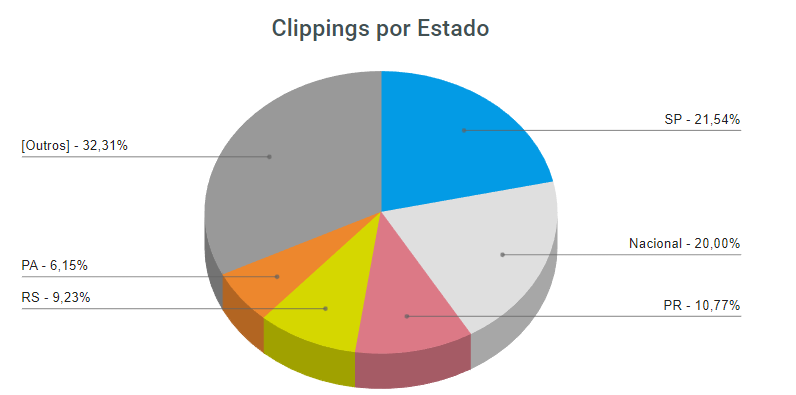 Clippings por Estado
SP - 21,54%
[Outros] - 32,31%
Nacional - 20,00%
PA - 6,15%
RS - 9,23%
PR - 10,77%